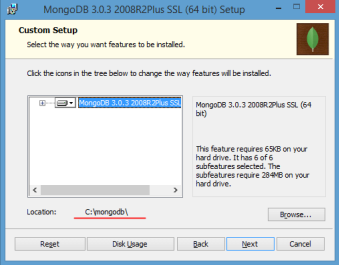 MongoDB 3.0.3 2008R2Plus SSL (64 bit) Setup
Custom Setup
Select the way you want features to be installed.
Click the icons in the tree below to change the way features will be installed.
MongoDB 3.0.3 2008R2Plus SSL
MongoDB 3.0.3 2008R2Plus SSL (64
bit)
This feature requires 65KB on your
hard drive. It has 6 of 6
subfeatures selected. The
subfeatures require 284MB on your
hard drive.
Location: C:\mongodb\
Browse...
Reset Disk Usage Back Next Cancel